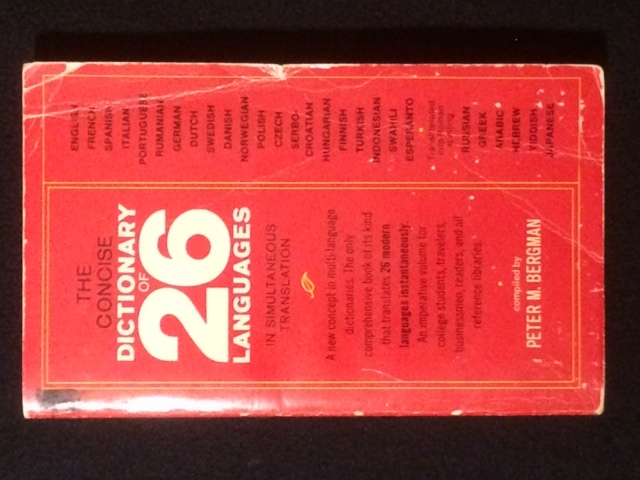 THE
CONCISE
DICTIONARY
OF
26
LANGUAGES
IN SIMULTANEOUS
TRANSLATION
A new concept in multi-language
dictionaries. The only
comprehensive book of its kind
that translates 26 modern
languages instantaneously.
An imperative volume for
college students, travelers,
businessmen, teachers, and all
reference libraries.
compiled by
PETER M. BERGMAN
ENGLISH
FRENCH
SPANISH
ITALIAN
PORTUGUESE
RUMANIAN
GERMAN
DUTCH
SWEDISH
DANISH
NORWEGIAN
POLISH
CZECH
SERBO-
CROATIAN
HUNGARIAN
FINNISH
TURKISH
INDONESIAN
SWAHILI
ESPERANTO
RUSSIAN
GREEK
ARABIC
HEBREW
YIDDISH
JAPANESE